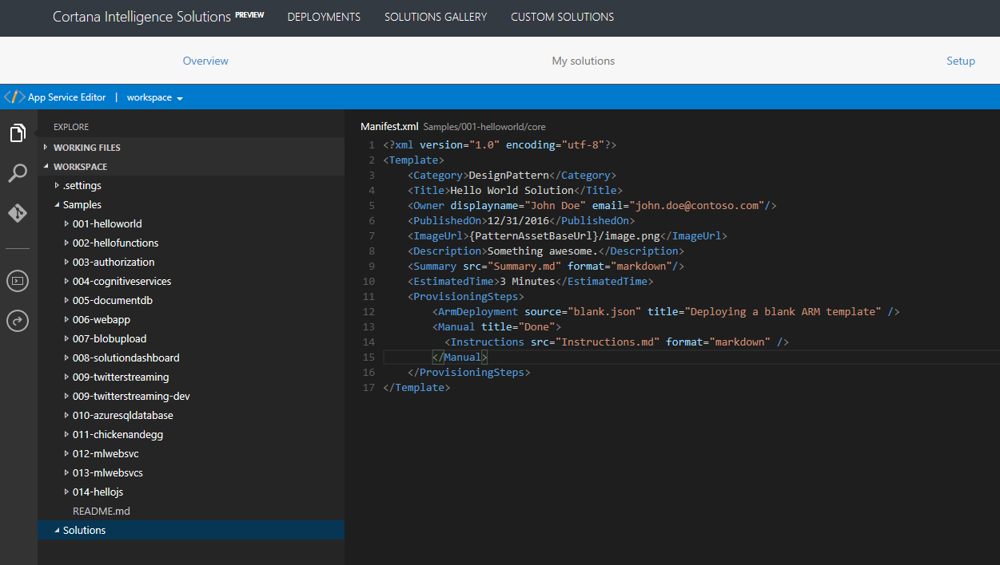 Cortana Intelligence Solutions PREVIEW DEPLOYMENTS SOLUTIONS GALLERY CUSTOM SOLUTIONS
Overview My solutions Setup
</> App Service Editor | workspace
EXPLORE
WORKING FILES
WORKSPACE
.settings
Samples
001-helloworld
002-hellofunctions
003-authorization
004-cognitiveservices
005-documentdb
006-webapp
007-blobupload
008-solutiondashboard
009-twitterstreaming
009-twitterstreaming-dev
010-azuresqldatabase
011-chickenandegg
012-mlwebsvc
013-mlwebsvcs
014-hellojs
README.md
Solutions
Manifest.xml Samples/001-helloworld/core
1 <?xml version="1.0" encoding="utf-8"?>
2 <Template>
3 <Category>DesignPattern</Category>
4 <Title>Hello World Solution</Title>
5 <Owner displayname="John Doe" email="john.doe@contoso.com"/>
6 <PublishedOn>12/31/2016</PublishedOn>
7 <ImageUrl>{PatternAssetBaseUrl}/image.png</ImageUrl>
8 <Description>Something awesome.</Description>
9 <Summary src="Summary.md" format="markdown"/>
10 <EstimatedTime>3 Minutes</EstimatedTime>
11 <ProvisioningSteps>
12 <ArmDeployment source="blank.json" title="Deploying a blank ARM template" />
13 <Manual title="Done">
14 <Instructions src="Instructions.md" format="markdown" />
15 </Manual>
16 </ProvisioningSteps>
17 </Template>